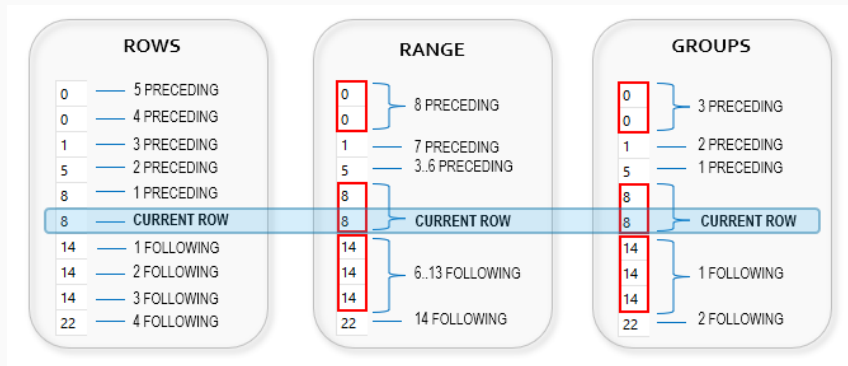 ROWS
0 5 PRECEDING
0 4 PRECEDING
1 3 PRECEDING
5 2 PRECEDING
8 1 PRECEDING
8 CURRENT ROW
14 1 FOLLOWING
14 2 FOLLOWING
14 3 FOLLOWING
22 4 FOLLOWING
RANGE
0
0
8 PRECEDING
1 7 PRECEDING
5 3..6 PRECEDING
8
8 CURRENT ROW
14
14 6..13 FOLLOWING
14
22 14 FOLLOWING
GROUPS
0
0
3 PRECEDING
1 2 PRECEDING
5 1 PRECEDING
8
8 CURRENT ROW
14
14 1 FOLLOWING
14
22 2 FOLLOWING